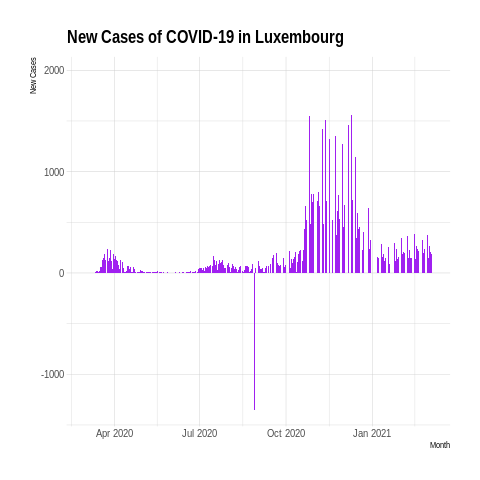 New Cases of COVID-19 in Luxembourg
New Cases
2000
1000
0
-1000
Apr 2020 Jul 2020 Oct 2020 Jan 2021
Month